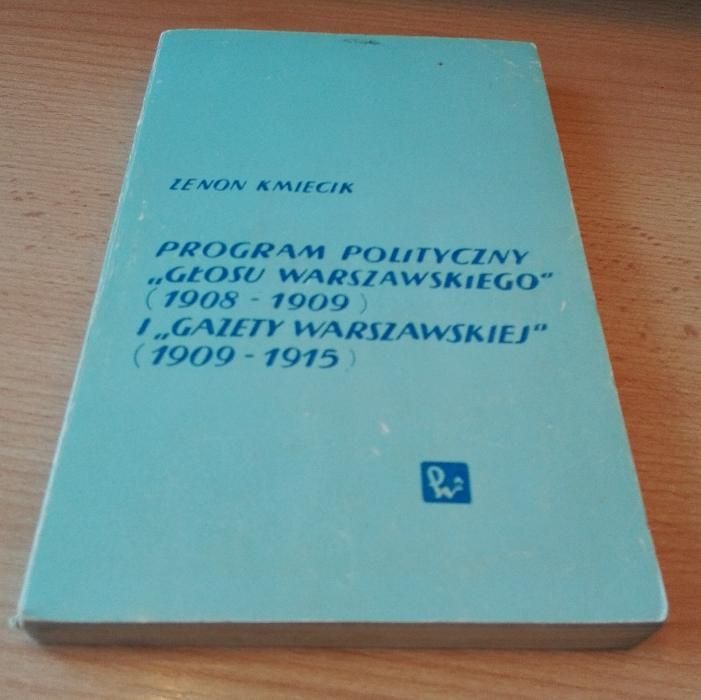 ZENON KMIECIK
PROGRAM POLITYCZNY
„GŁOSU WARSZAWSKIEGO"
(1908 - 1909)
I „GAZETY WARSZAWSKIEJ"
(1909 - 1915)